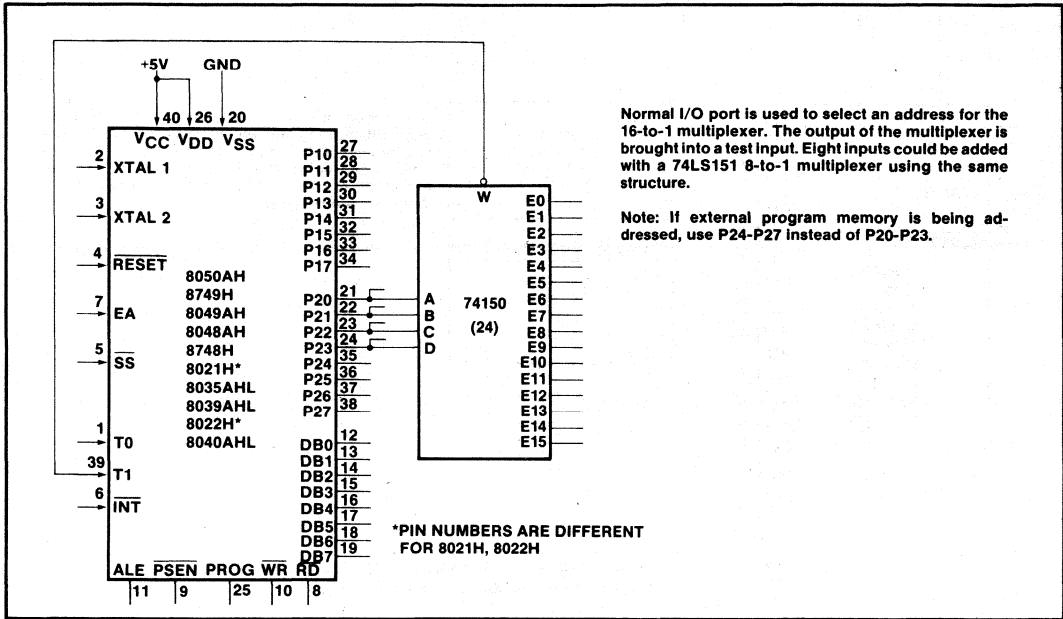 +5V GND
40 26 20
VCC VDD VSS
2 XTAL 1
3 XTAL 2
4 RESET
7 EA
5 SS
1 T0
39 T1
6 INT
8050AH
8749H
8049AH
8048AH
8748H
8021H*
8035AHL
8039AHL
8022H*
8040AHL
P10 27
P11 28
P12 29
P13 30
P14 31
P15 32
P16 33
P17 34
P20 21
P21 22
P22 23
P23 24
P24 35
P25 36
P26 37
P27 38
DB0 12
DB1 13
DB2 14
DB3 15
DB4 16
DB5 17
DB6 18
DB7 19
ALE PSEN PROG WR RD
11 9 25 10 8
W
A
B
C
D
74150
(24)
E0
E1
E2
E3
E4
E5
E6
E7
E8
E9
E10
E11
E12
E13
E14
E15
*PIN NUMBERS ARE DIFFERENT
FOR 8021H, 8022H
Normal I/O port is used to select an address for the
16-to-1 multiplexer. The output of the multiplexer is
brought into a test input. Eight inputs could be added
with a 74LS151 8-to-1 multiplexer using the same
structure.
Note: If external program memory is being ad-
dressed, use P24-P27 instead of P20-P23.